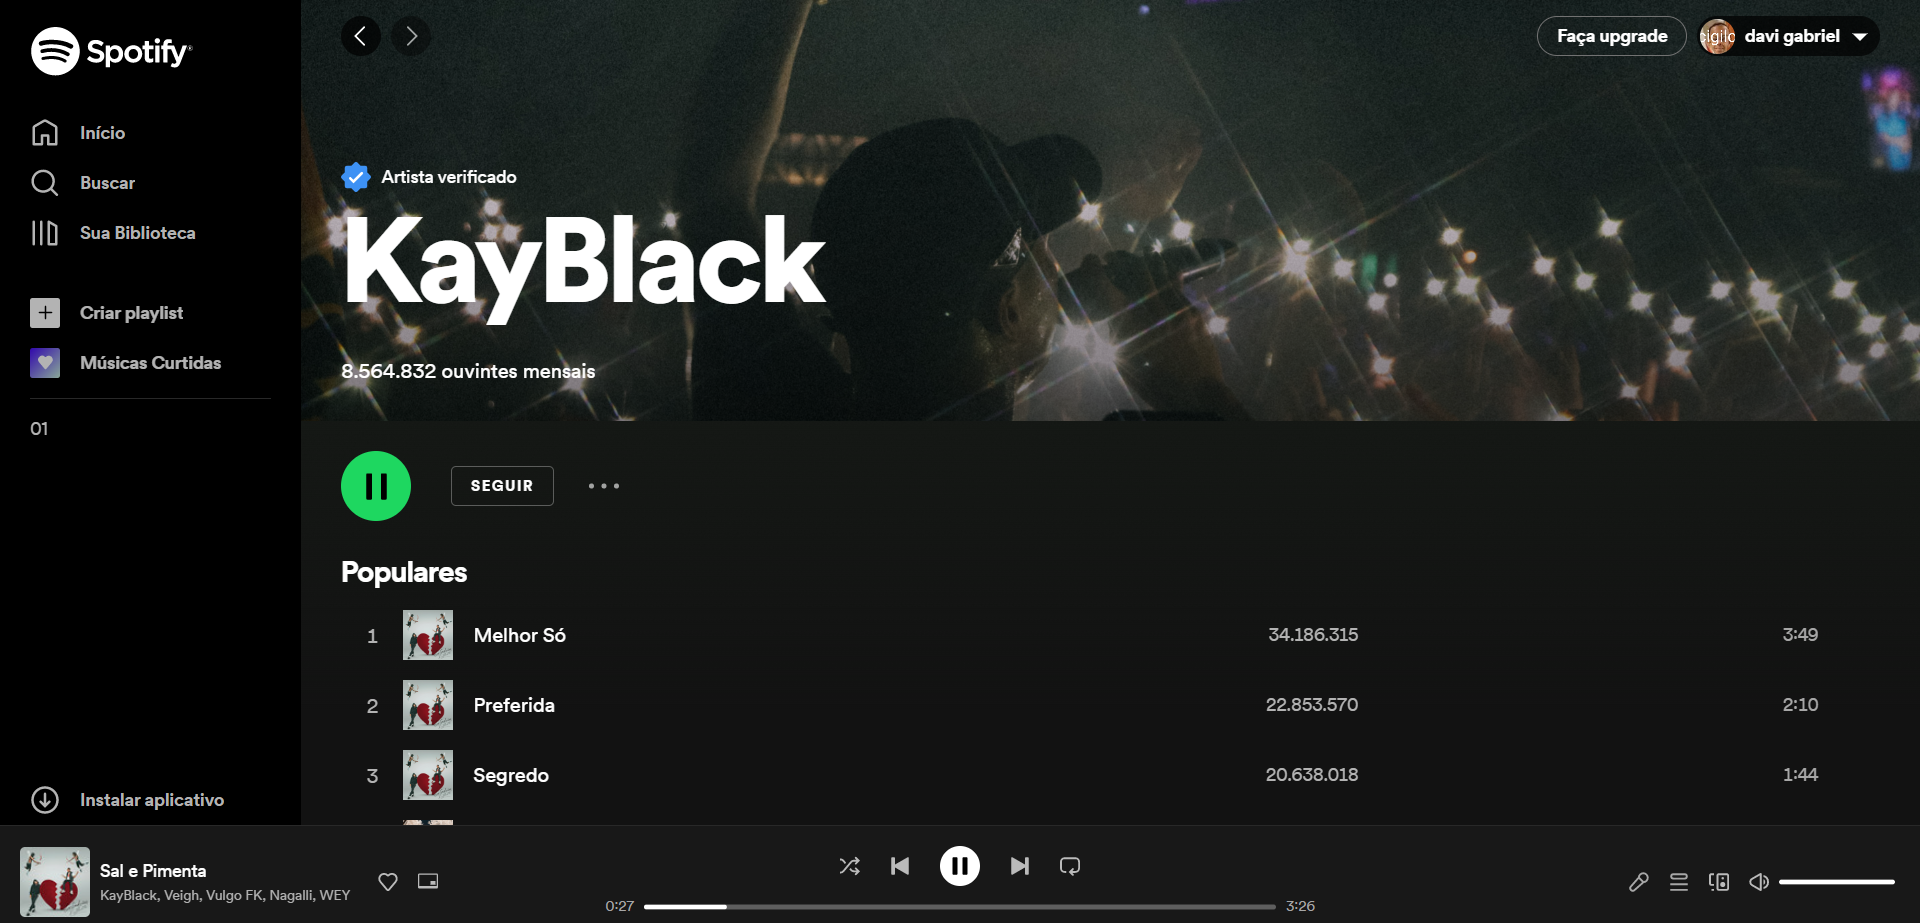 Spotify
Início
Buscar
Sua Biblioteca
Criar playlist
Músicas Curtidas
01
Instalar aplicativo
Faça upgrade
davi gabriel
Artista verificado
KayBlack
8.564.832 ouvintes mensais
SEGUIR
Populares
1 Melhor Só 34.186.315 3:49
2 Preferida 22.853.570 2:10
3 Segredo 20.638.018 1:44
Sal e Pimenta
KayBlack, Veigh, Vulgo FK, Nagalli, WEY
0:27
3:26